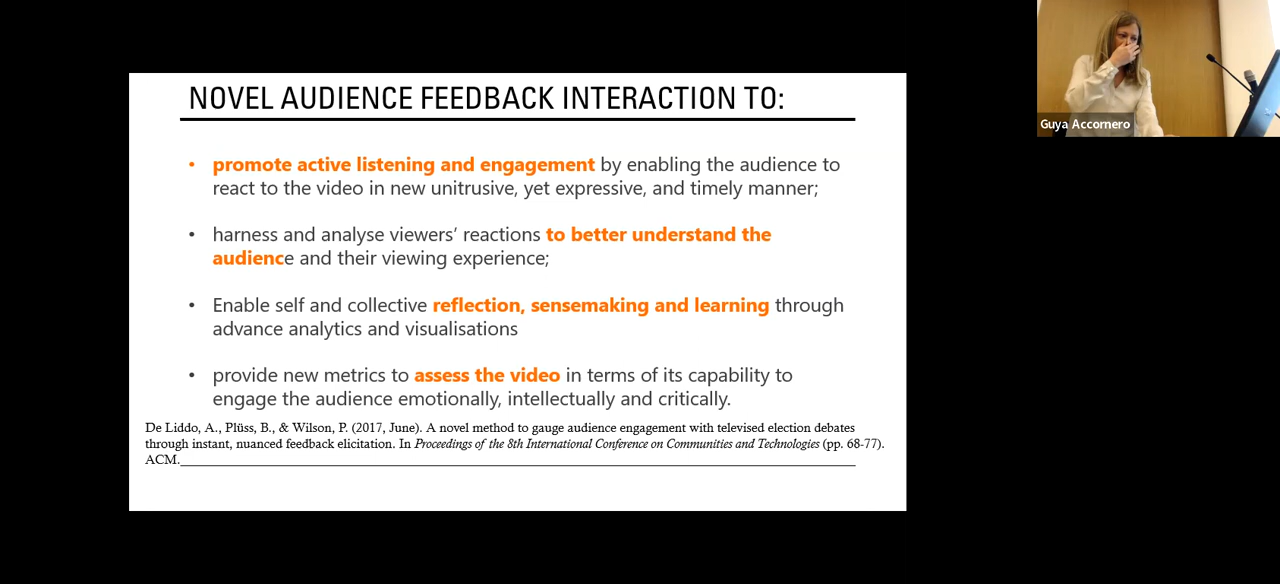 NOVEL AUDIENCE FEEDBACK INTERACTION TO:
• promote active listening and engagement by enabling the audience to
react to the video in new unitrusive, yet expressive, and timely manner;
• harness and analyse viewers’ reactions to better understand the
audience and their viewing experience;
• Enable self and collective reflection, sensemaking and learning through
advance analytics and visualisations
• provide new metrics to assess the video in terms of its capability to
engage the audience emotionally, intellectually and critically.
De Liddo, A., Plüss, B., & Wilson, P. (2017, June). A novel method to gauge audience engagement with televised election debates
through instant, nuanced feedback elicitation. In Proceedings of the 8th International Conference on Communities and Technologies (pp. 68-77).
ACM.
Guya Accornero